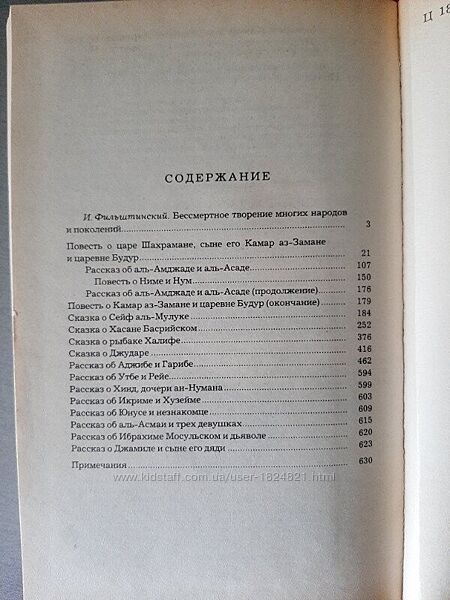 Ц 18
СОДЕРЖАНИЕ
И. Фильштинский. Бессмертное творение многих народов
и поколений 3
Повесть о царе Шахрамане, сыне его Камар аз-Замане
и царевне Будур 21
Рассказ об аль-Амджаде и аль-Асаде 107
Повесть о Ниме и Нум 150
Рассказ об аль-Амджаде и аль-Асаде (продолжение) 176
Повесть о Камар аз-Замане и царевне Будур (окончание) 179
Сказка о Сейф аль-Мулуке 184
Сказка о Хасане Басрийском 252
Сказка о рыбаке Халифе 376
Сказка о Джударе 416
Рассказ об Аджибе и Гарибе 462
Рассказ об Утбе и Рейе 594
Рассказ о Хинд, дочери ан-Нумана 599
Рассказ об Икриме и Хузейме 603
Рассказ об Юнусе и незнакомце 609
Рассказ об аль-Асмаи и трех девушках 615
Рассказ об Ибрахиме Мосульском и дьяволе 620
Рассказ о Джамиле и сыне его дяди 623
Примечания 630
www.kidstaff.com.ua/user-1824821.html